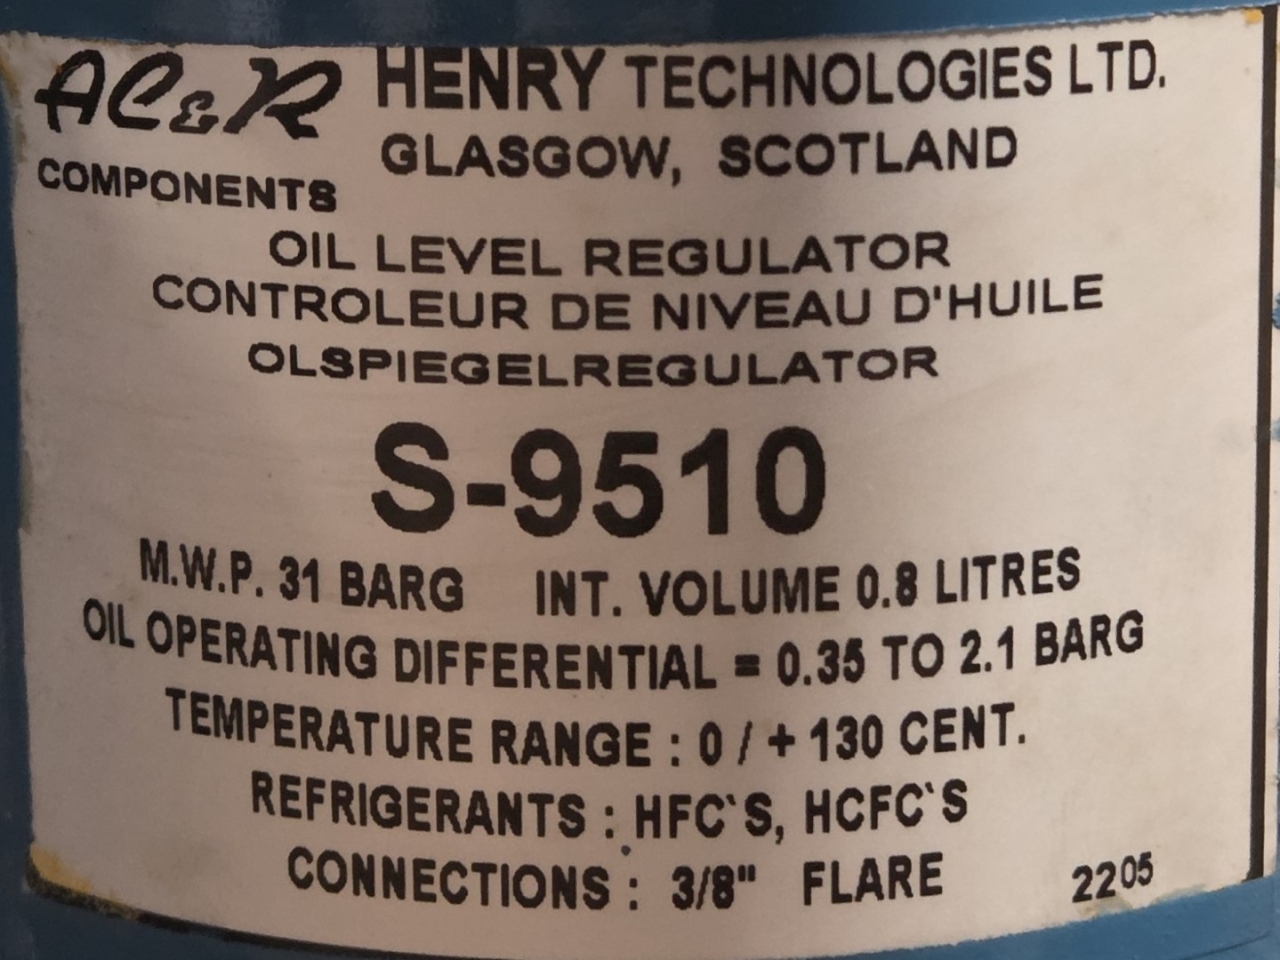 AC&R HENRY TECHNOLOGIES LTD.
COMPONENTS GLASGOW, SCOTLAND
OIL LEVEL REGULATOR
CONTROLEUR DE NIVEAU D'HUILE
OLSPIEGELREGULATOR
S-9510
M.W.P. 31 BARG INT. VOLUME 0.8 LITRES
OIL OPERATING DIFFERENTIAL = 0.35 TO 2.1 BARG
TEMPERATURE RANGE : 0 / + 130 CENT.
REFRIGERANTS : HFC`S, HCFC`S
CONNECTIONS : 3/8" FLARE 2205